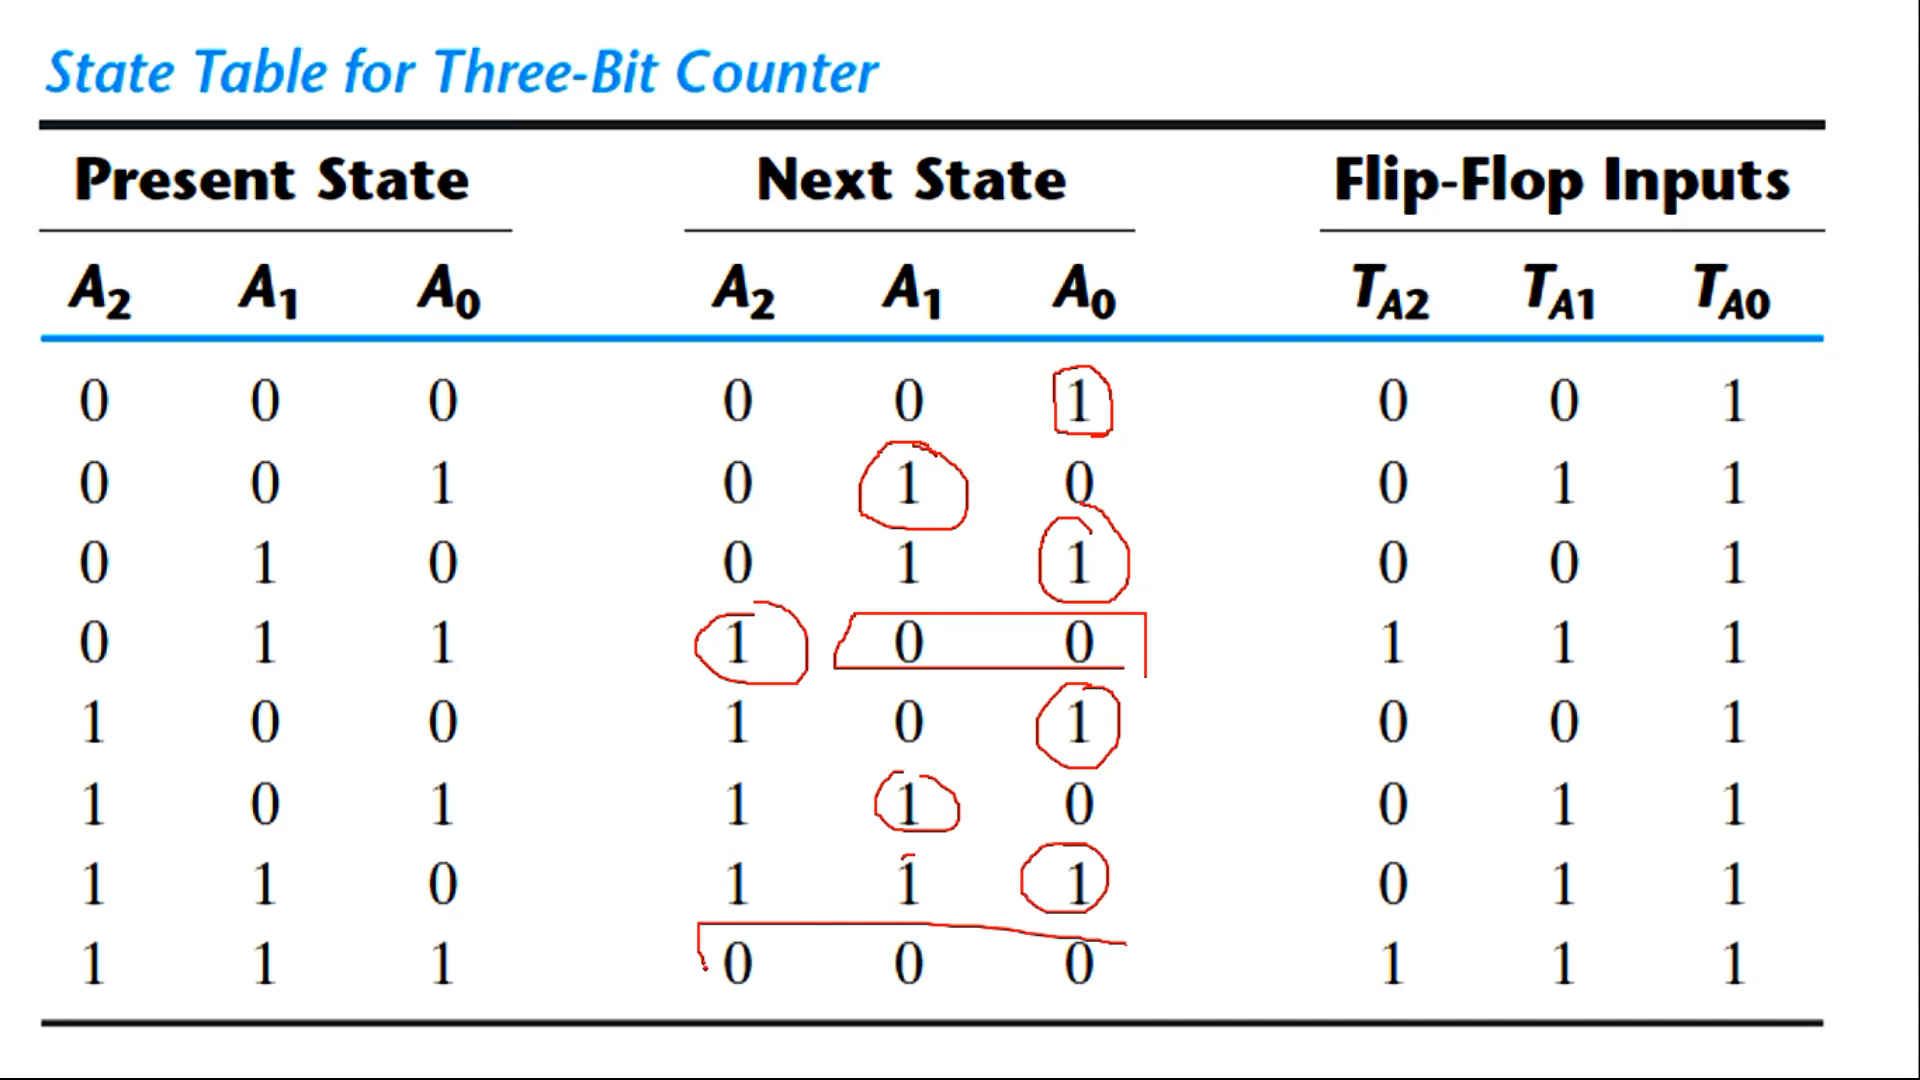 State Table for Three-Bit Counter
Present State Next State Flip-Flop Inputs
A2 A1 A0 A2 A1 A0 TA2 TA1 TA0
0 0 0 0 0 1 0 0 1
0 0 1 0 1 0 0 1 1
0 1 0 0 1 1 0 0 1
0 1 1 1 0 0 1 1 1
1 0 0 1 0 1 0 0 1
1 0 1 1 1 0 0 1 1
1 1 0 1 1 1 0 1 1
1 1 1 0 0 0 1 1 1